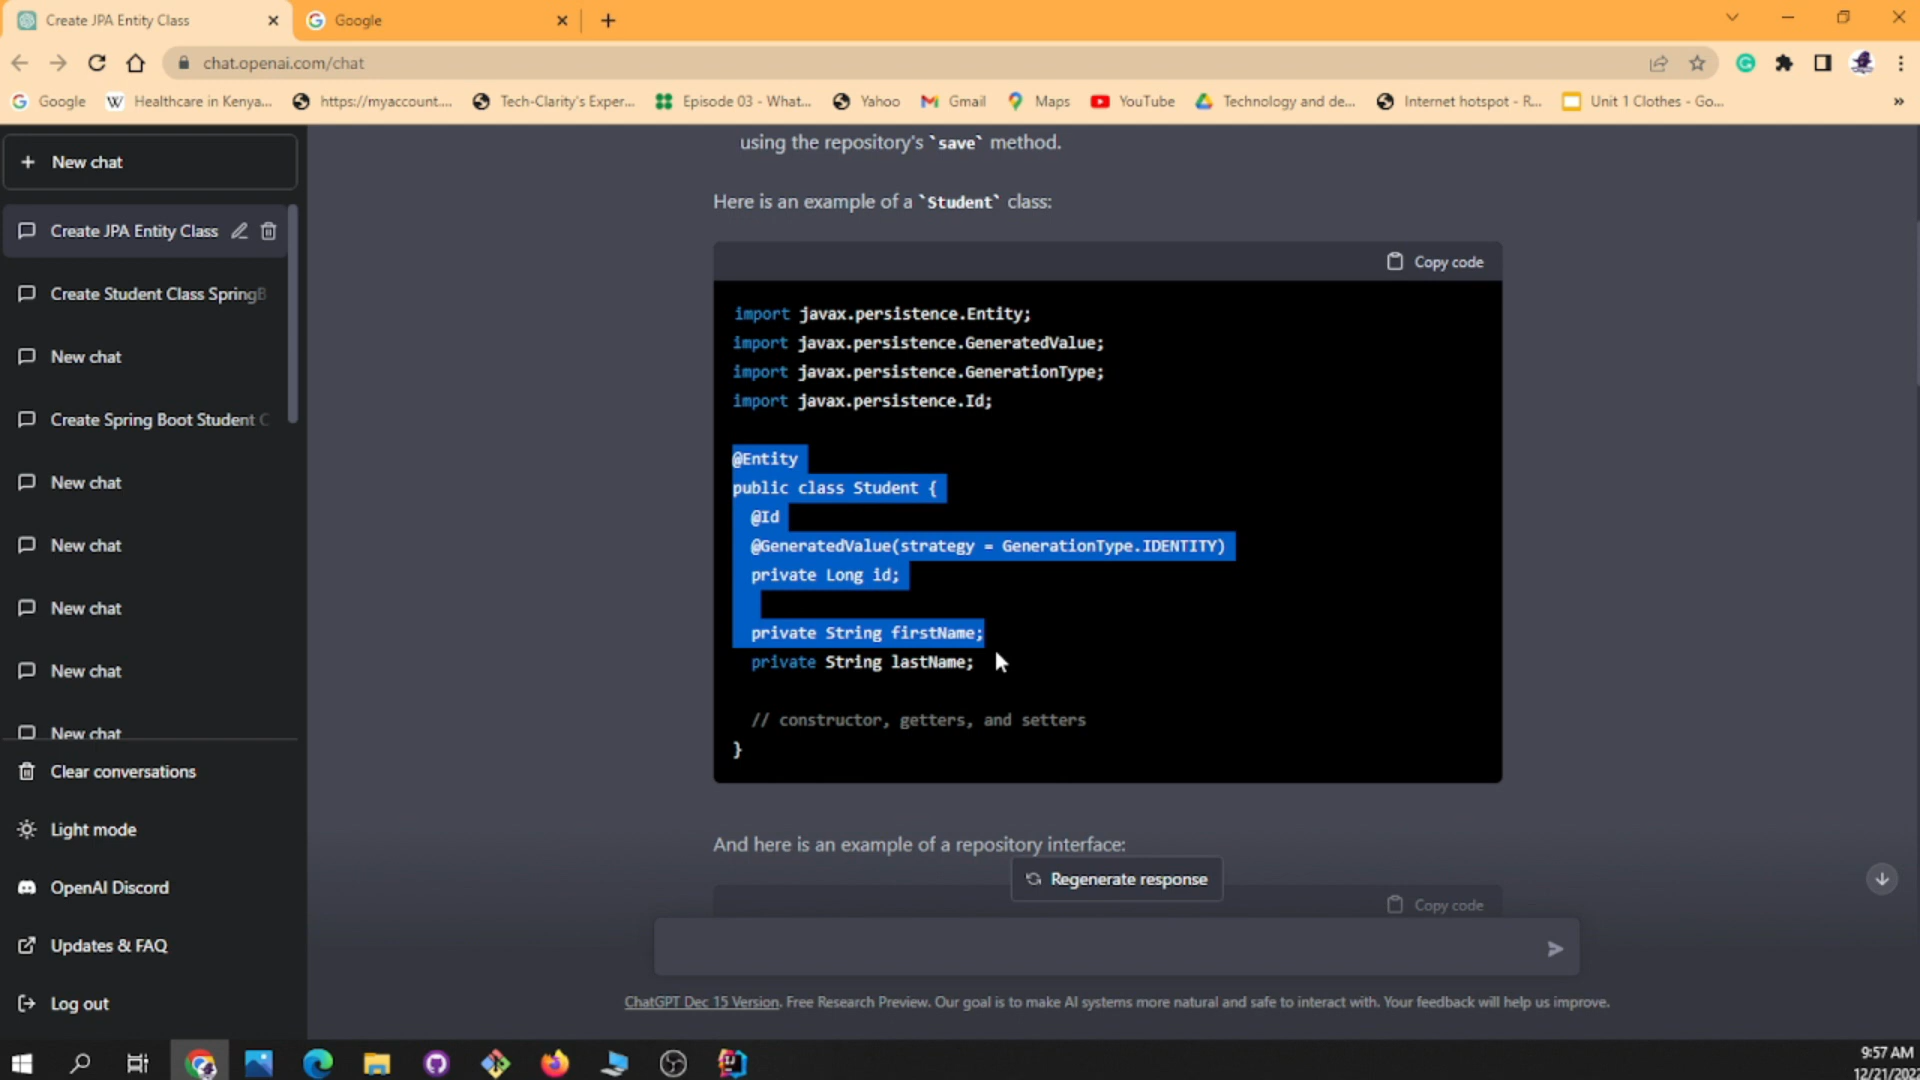 Create JPA Entity Class
Google
chat.openai.com/chat
Google
Healthcare in Kenya...
https://myaccount....
Tech-Clarity's Exper...
Episode 03 - What...
Yahoo
Gmail
Maps
YouTube
Technology and de...
Internet hotspot - R...
Unit 1 Clothes - Go...
»
New chat
Create JPA Entity Class
Create Student Class SpringB
New chat
Create Spring Boot Student C
New chat
New chat
New chat
New chat
New chat
Clear conversations
Light mode
OpenAI Discord
Updates & FAQ
Log out
using the repository's `save` method.
Here is an example of a `Student` class:
Copy code
import javax.persistence.Entity;
import javax.persistence.GeneratedValue;
import javax.persistence.GenerationType;
import javax.persistence.Id;
@Entity
public class Student {
@Id
@GeneratedValue(strategy = GenerationType.IDENTITY)
private Long id;
private String firstName;
private String lastName;
// constructor, getters, and setters
}
And here is an example of a repository interface:
Regenerate response
Copy code
ChatGPT Dec 15 Version. Free Research Preview. Our goal is to make AI systems more natural and safe to interact with. Your feedback will help us improve.
9:57 AM
12/21/202